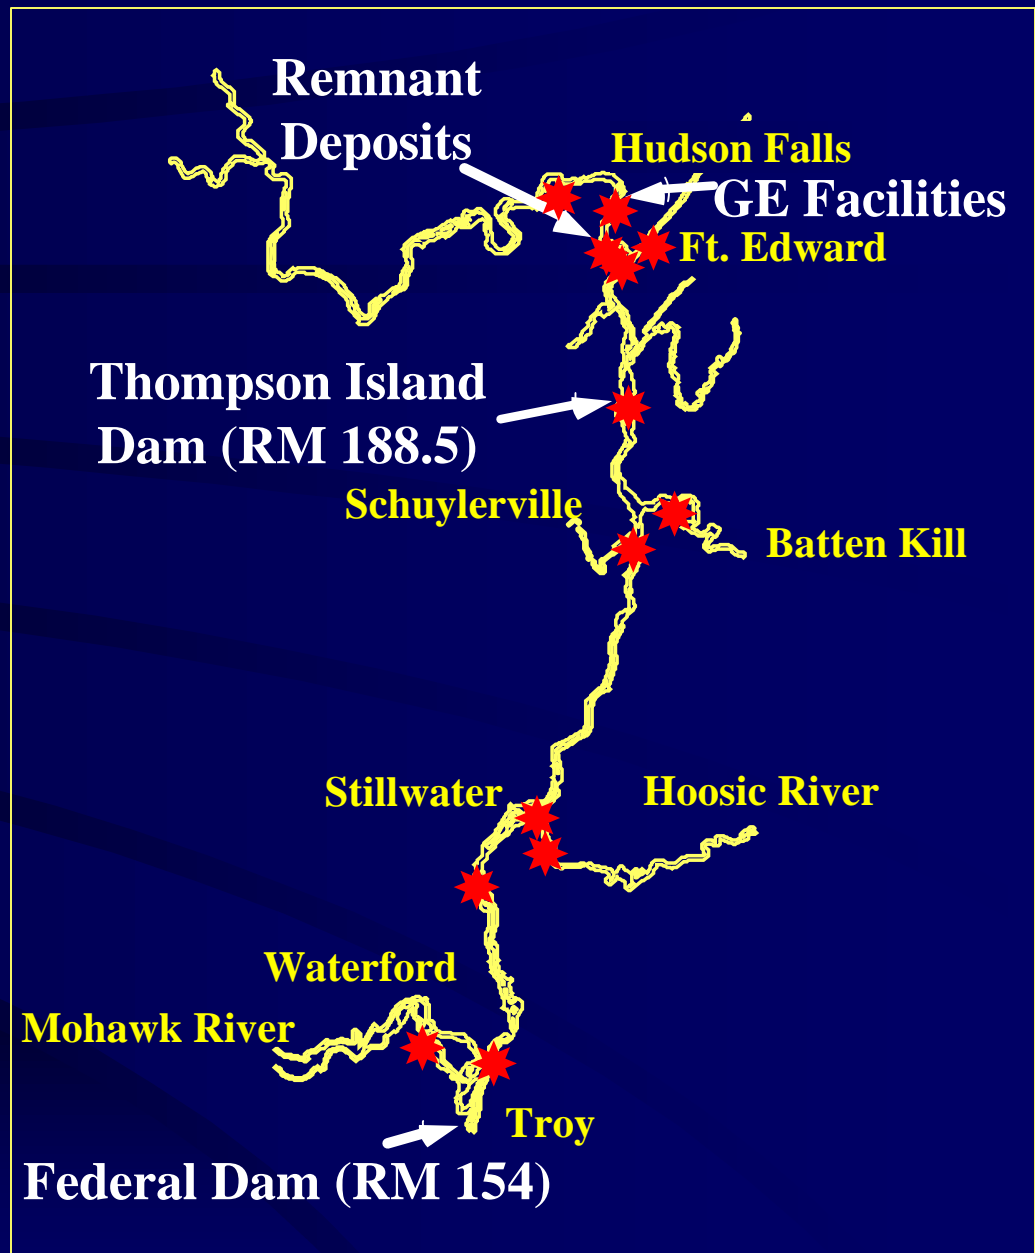 Remnant
Deposits
Hudson Falls
GE Facilities
Ft. Edward
Thompson Island
Dam (RM 188.5)
Schuylerville
Batten Kill
Stillwater
Hoosic River
Waterford
Mohawk River
Troy
Federal Dam (RM 154)